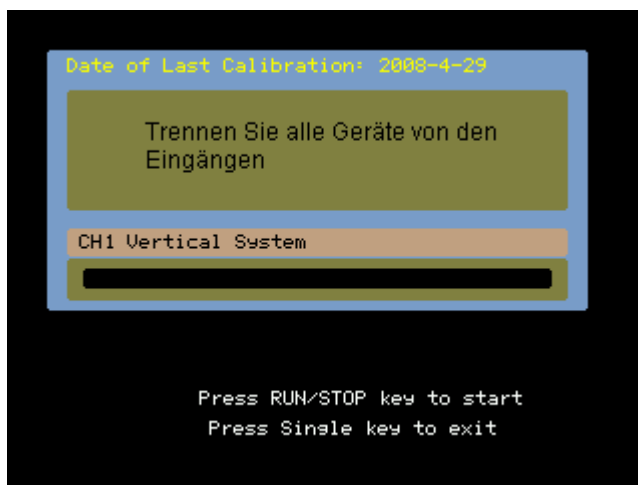 Date of Last Calibration: 2008-4-29
Trennen Sie alle Geräte von den
Eingängen
CH1 Vertical System
Press RUN/STOP key to start
Press Single key to exit